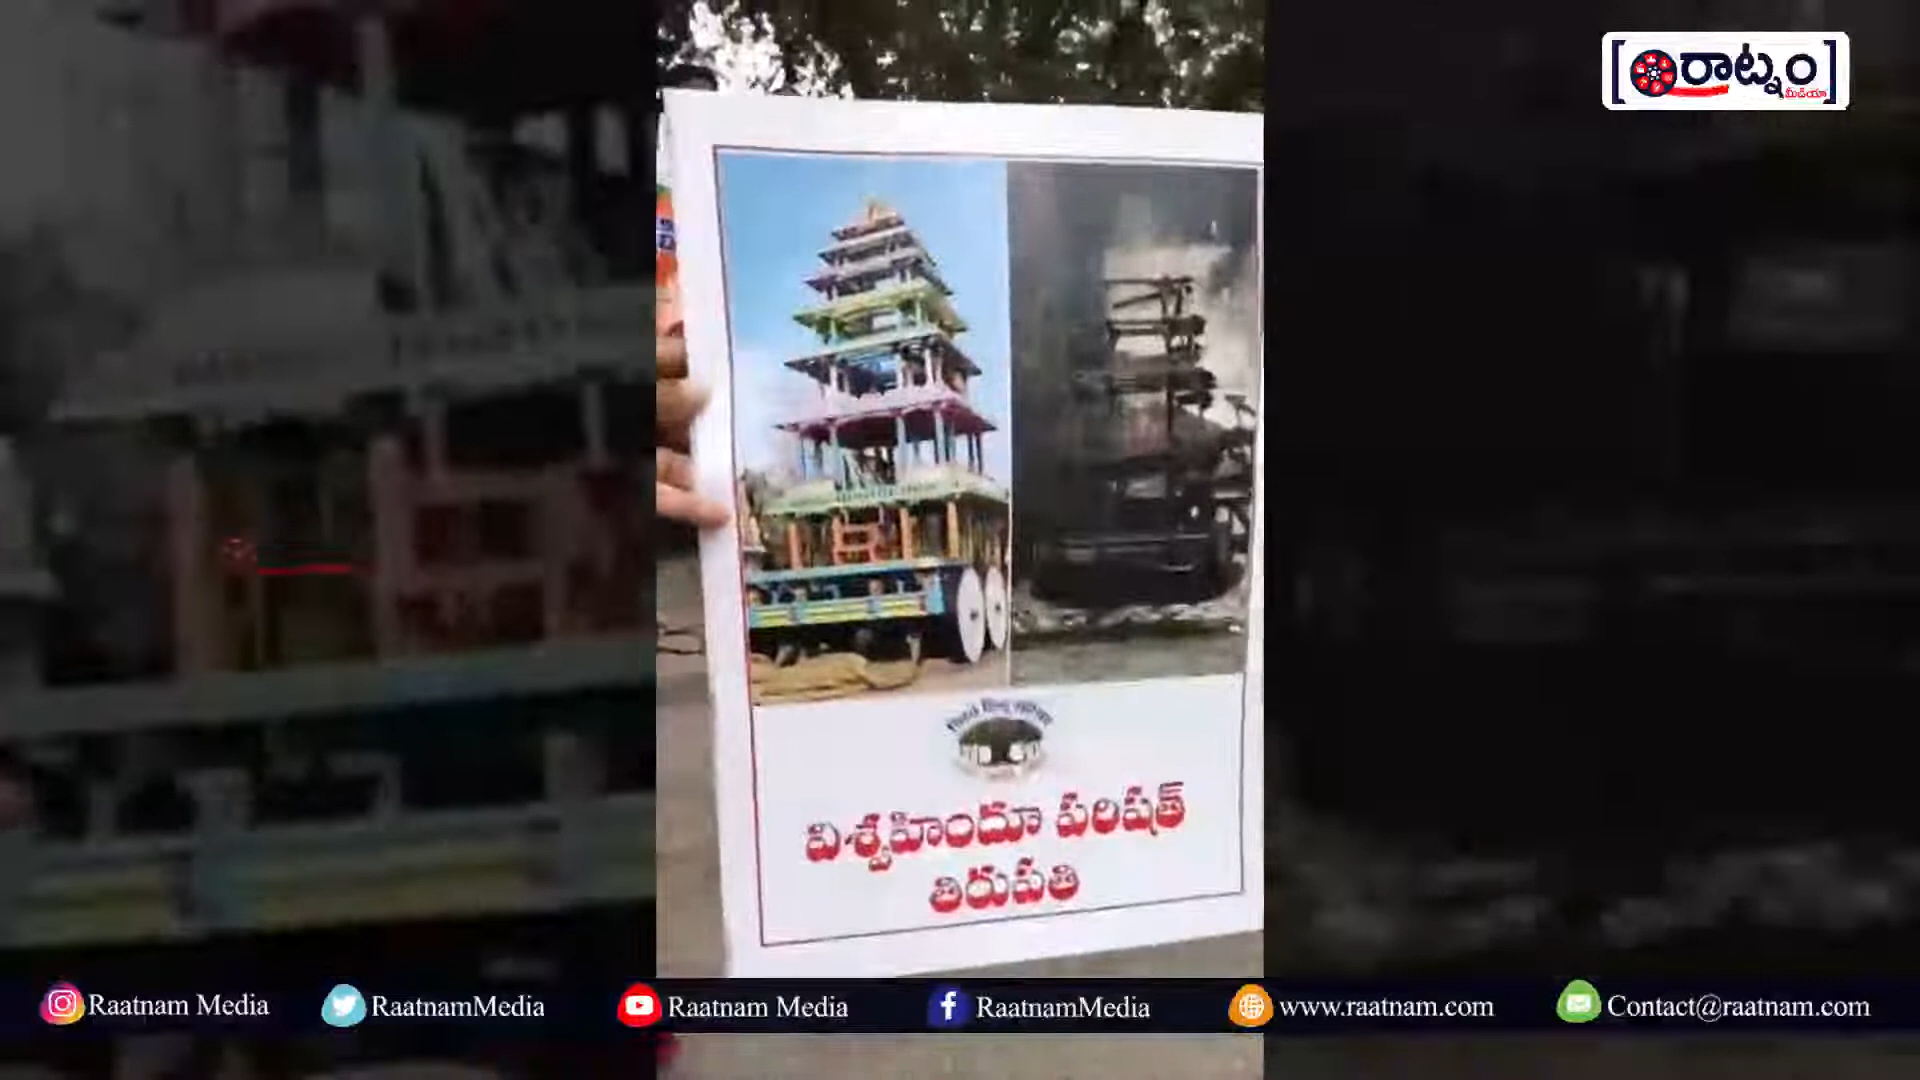 రాట్నం
మీడియా
విశ్వహిందూ పరిషత్
తిరుపతి
Raatnam Media
RaatnamMedia
Raatnam Media
RaatnamMedia
www.raatnam.com
Contact@raatnam.com